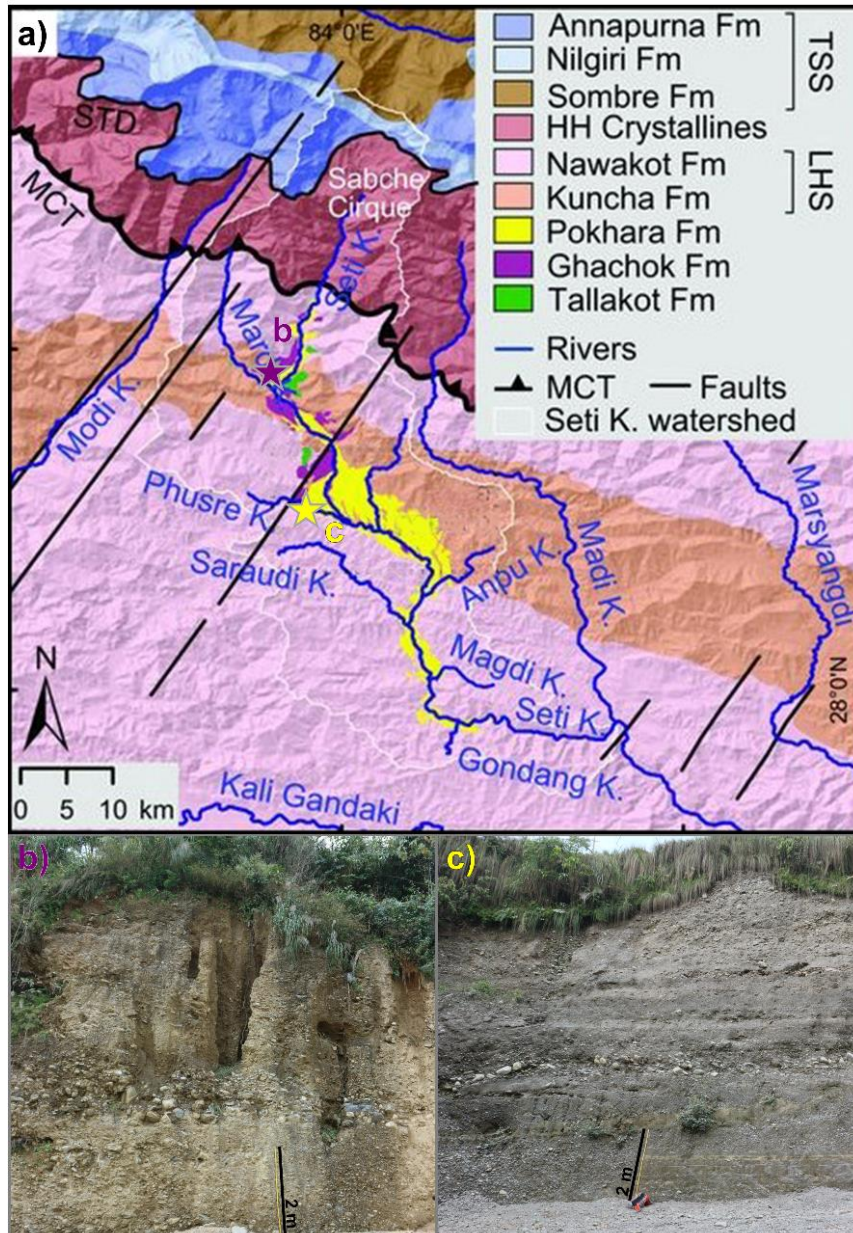 a)
84°0'E
STD
MCT
Sabche
Cirque
Seti K.
b
Modi K.
Phusre K.
c
Saraudi K.
Anpu K.
Madi K.
Marsyangdi
Magdi K.
Seti K.
Gondang K.
Kali Gandaki
28°0'N
N
0 5 10 km
Annapurna Fm
Nilgiri Fm
Sombre Fm
TSS
HH Crystallines
Nawakot Fm
Kuncha Fm
LHS
Pokhara Fm
Ghachok Fm
Tallakot Fm
Rivers
MCT
Faults
Seti K. watershed
b)
2 m
c)
2 m